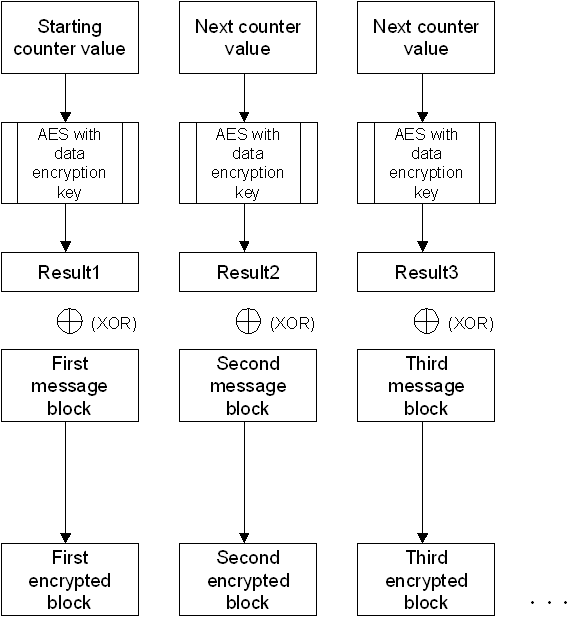 Starting
counter value
Next counter
value
Next counter
value
AES with
data
encryption
key
AES with
data
encryption
key
AES with
data
encryption
key
Result1
Result2
Result3
(XOR)
(XOR)
(XOR)
First
message
block
Second
message
block
Third
message
block
First
encrypted
block
Second
encrypted
block
Third
encrypted
block
. . .